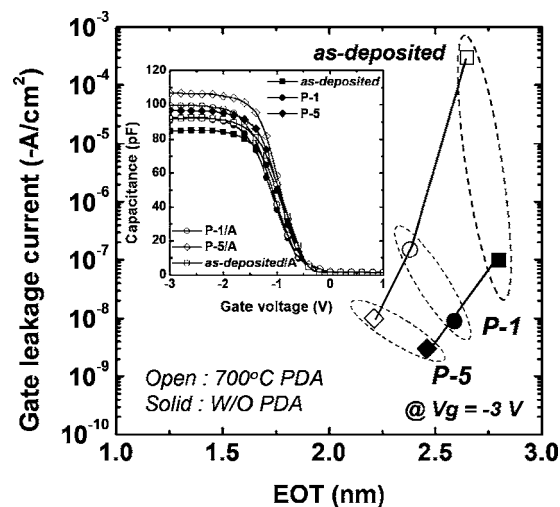 Gate leakage current (-A/cm²)
10⁻³
10⁻⁴
10⁻⁵
10⁻⁶
10⁻⁷
10⁻⁸
10⁻⁹
10⁻¹⁰
1.0 1.5 2.0 2.5 3.0
EOT (nm)
as-deposited
P-1
P-5
@ Vg = -3 V
Open : 700°C PDA
Solid : W/O PDA
Capacitance (pF)
120
100
80
60
40
20
0
-3 -2 -1 0 1
Gate voltage (V)
as-deposited
P-1
P-5
P-1/A
P-5/A
as-deposited/A